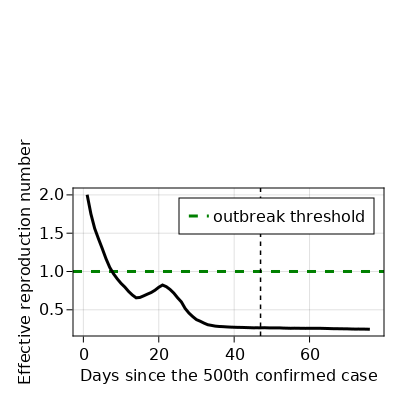 Effective reproduction number
2.0
1.5
1.0
0.5
outbreak threshold
0 20 40 60
Days since the 500th confirmed case